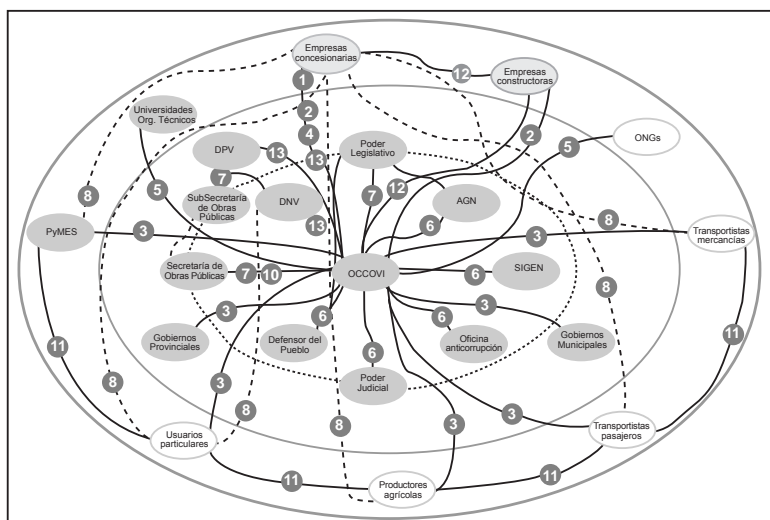 Empresas
concesionarias
1
12
Empresas
constructoras
Universidades
Org. Técnicos
2
4
2
5
ONGs
DPV
13
13
Poder
Legislativo
8
7
5
SubSecretaría
de Obras
Públicas
DNV
13
7
12
AGN
6
8
PyMES
3
3
Transportistas
mercancías
Secretaría de
Obras Públicas
7
10
OCCOVI
6
SIGEN
8
11
Gobiernos
Provinciales
3
6
Defensor del
Pueblo
6
6
Oficina
anticorrupción
3
Gobiernos
Municipales
11
8
3
8
Poder
Judicial
8
3
3
Usuarios
particulares
Transportistas
pasajeros
11
Productores
agrícolas
11